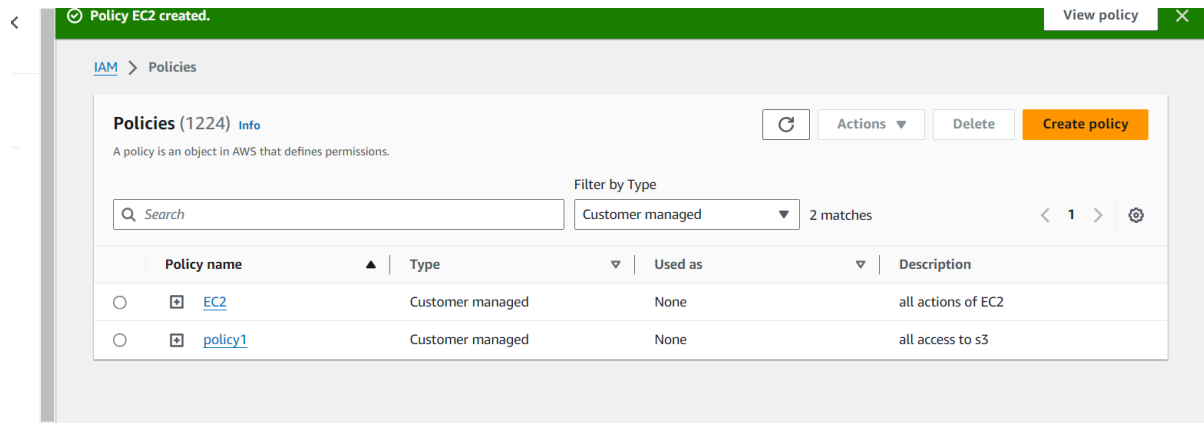 Policy EC2 created.
View policy
IAM > Policies
Policies (1224) Info
Actions
Delete
Create policy
A policy is an object in AWS that defines permissions.
Filter by Type
Search
Customer managed
2 matches
1
Policy name Type Used as Description
EC2 Customer managed None all actions of EC2
policy1 Customer managed None all access to s3